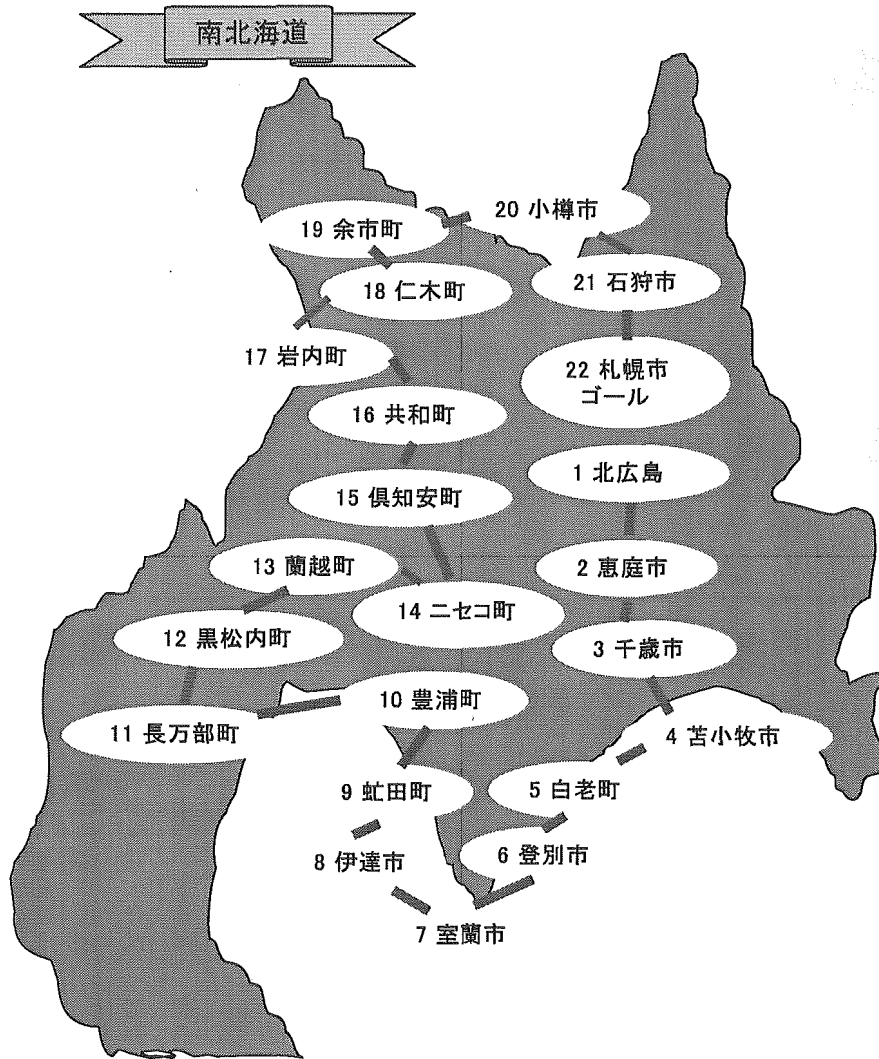 南北海道
20 小樽市
19 余市町
21 石狩市
18 仁木町
17 岩内町
22 札幌市
ゴール
16 共和町
1 北広島
15 倶知安町
13 蘭越町
2 恵庭市
14 ニセコ町
12 黒松内町
3 千歳市
10 豊浦町
11 長万部町
4 苫小牧市
9 虻田町
5 白老町
8 伊達市
6 登別市
7 室蘭市